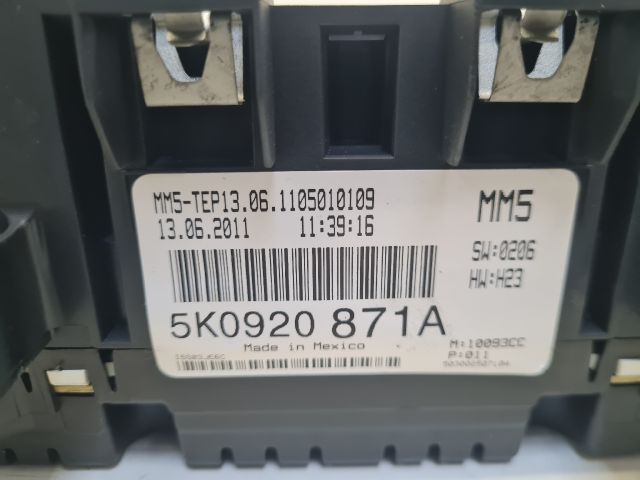 MM5-TEP13.06.1105010109
13.06.2011 11:39:16
MM5
SW:0206
HW:H23
5K0920 871A
Made in Mexico
M:10093CC
P:011